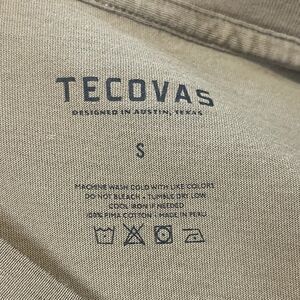 TECOVAS
DESIGNED IN AUSTIN, TEXAS
S
MACHINE WASH COLD WITH LIKE COLORS
DO NOT BLEACH • TUMBLE DRY LOW
COOL IRON IF NEEDED
100% PIMA COTTON • MADE IN PERU